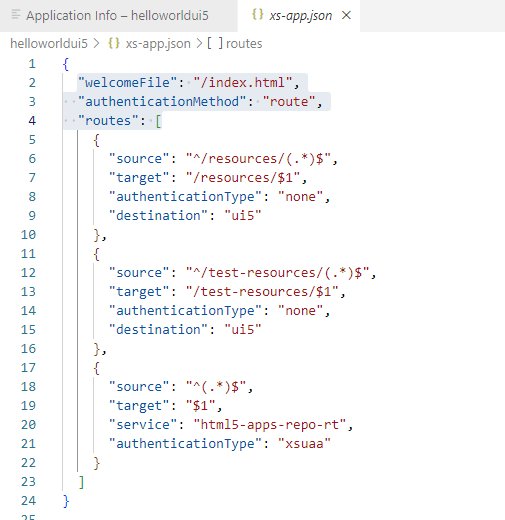 Application Info – helloworldui5 {} xs-app.json ×
helloworldui5 > {} xs-app.json > [ ] routes
1 {
2 "welcomeFile": "/index.html",
3 "authenticationMethod": "route",
4 "routes": [
5 {
6 "source": "^/resources/(.*)$",
7 "target": "/resources/$1",
8 "authenticationType": "none",
9 "destination": "ui5"
10 },
11 {
12 "source": "^/test-resources/(.*)$",
13 "target": "/test-resources/$1",
14 "authenticationType": "none",
15 "destination": "ui5"
16 },
17 {
18 "source": "^(.*)$",
19 "target": "$1",
20 "service": "html5-apps-repo-rt",
21 "authenticationType": "xsuaa"
22 }
23 ]
24 }